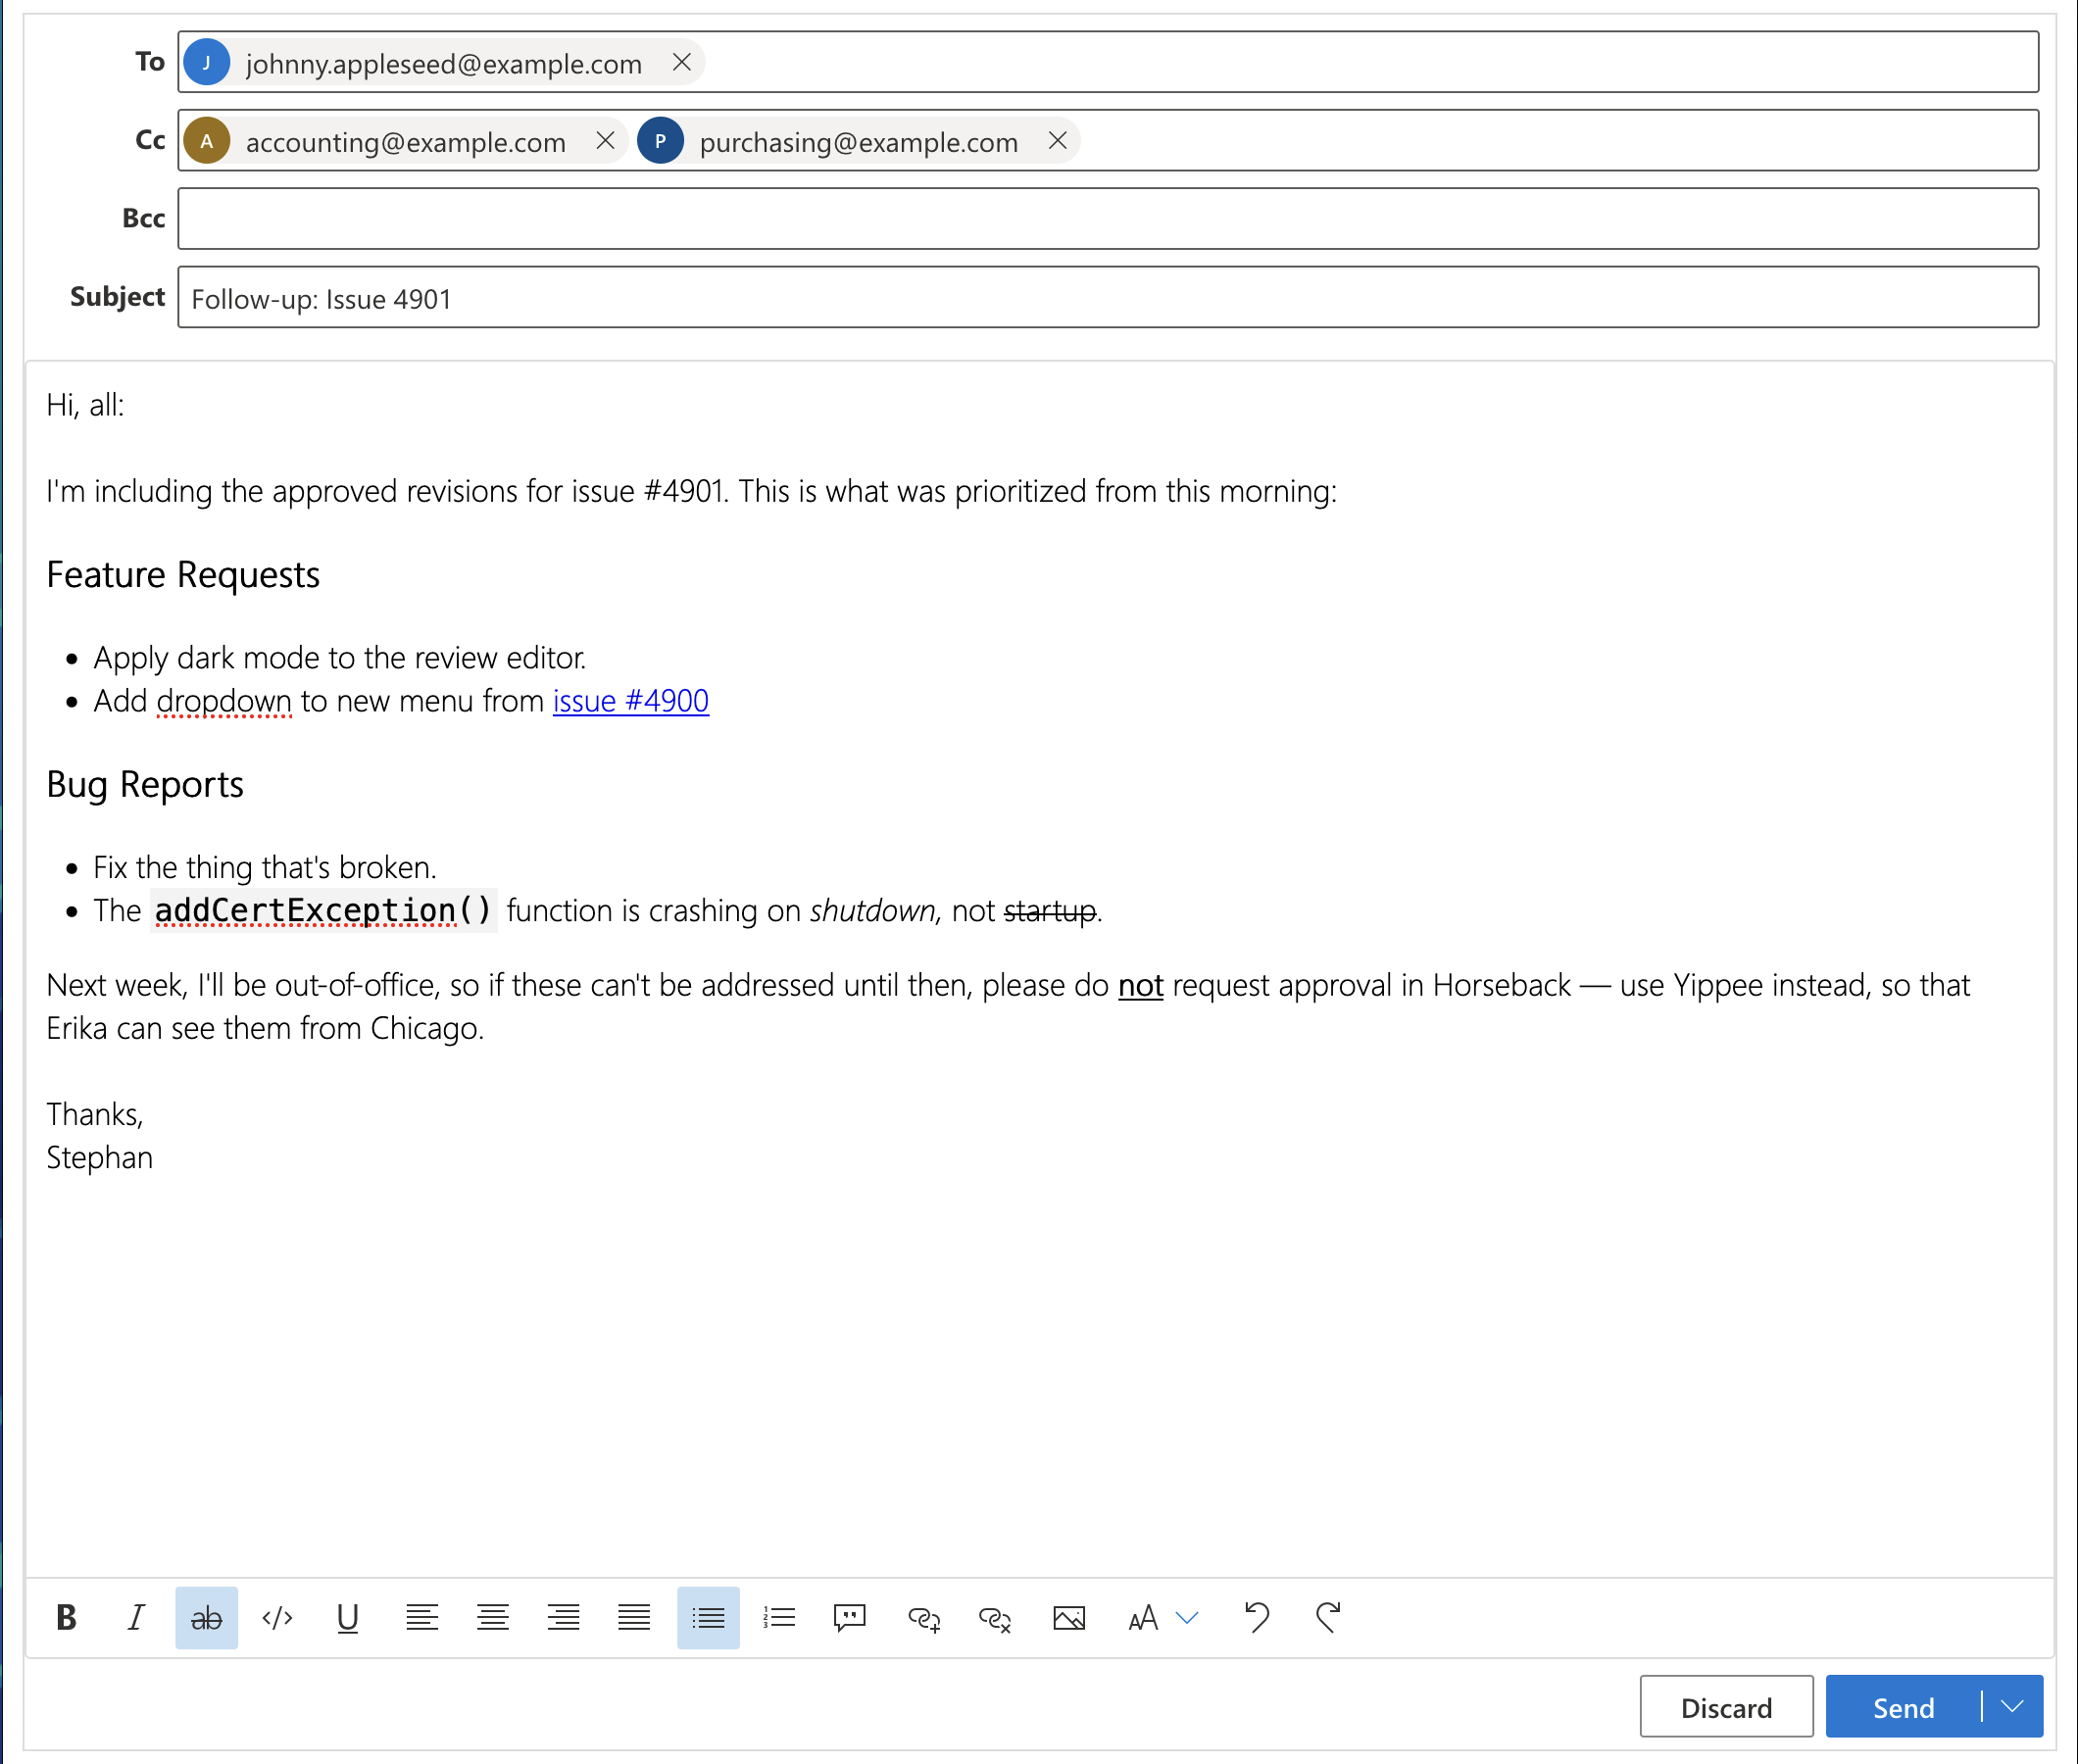 To J johnny.appleseed@example.com
Cc A accounting@example.com P purchasing@example.com
Bcc
Subject Follow-up: Issue 4901
Hi, all:
I'm including the approved revisions for issue #4901. This is what was prioritized from this morning:
Feature Requests
• Apply dark mode to the review editor.
• Add dropdown to new menu from issue #4900
Bug Reports
• Fix the thing that's broken.
• The addCertException() function is crashing on shutdown, not startup.
Next week, I'll be out-of-office, so if these can't be addressed until then, please do not request approval in Horseback — use Yippee instead, so that
Erika can see them from Chicago.
Thanks,
Stephan
B I ab </> U AA
Discard Send